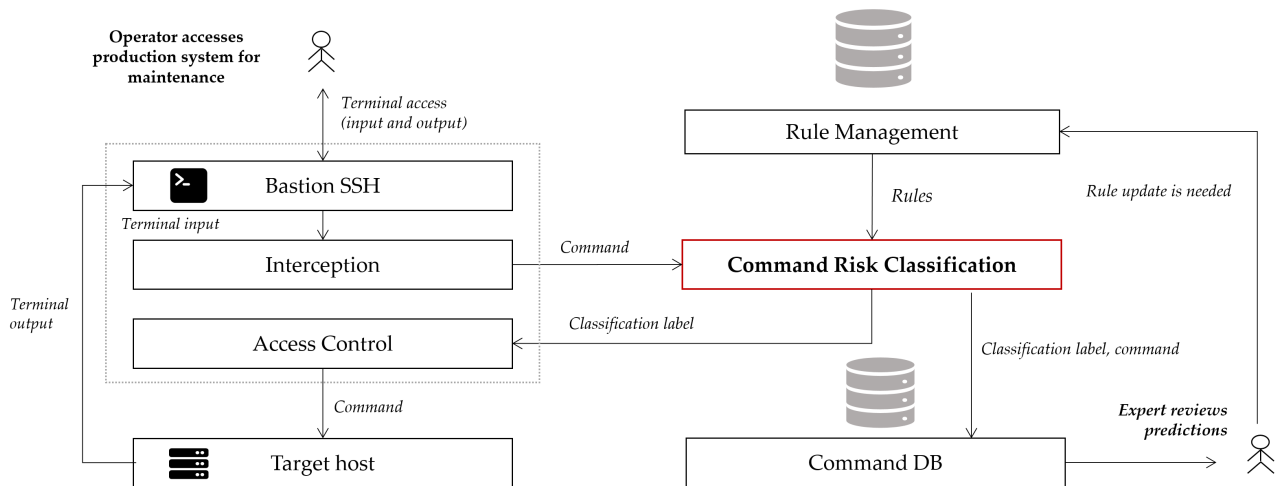 Operator accesses
production system for
maintenance
Terminal access
(input and output)
Rule Management
Bastion SSH
Rules
Rule update is needed
Terminal input
Interception
Command
Command Risk Classification
Terminal
output
Classification label
Access Control
Classification label, command
Command
Expert reviews
predictions
Target host
Command DB